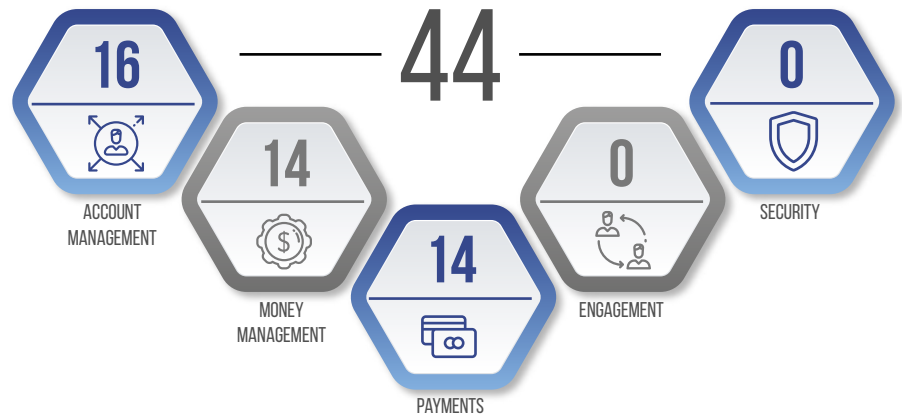 44
16
ACCOUNT
MANAGEMENT
14
$
MONEY
MANAGEMENT
14
PAYMENTS
0
ENGAGEMENT
0
SECURITY